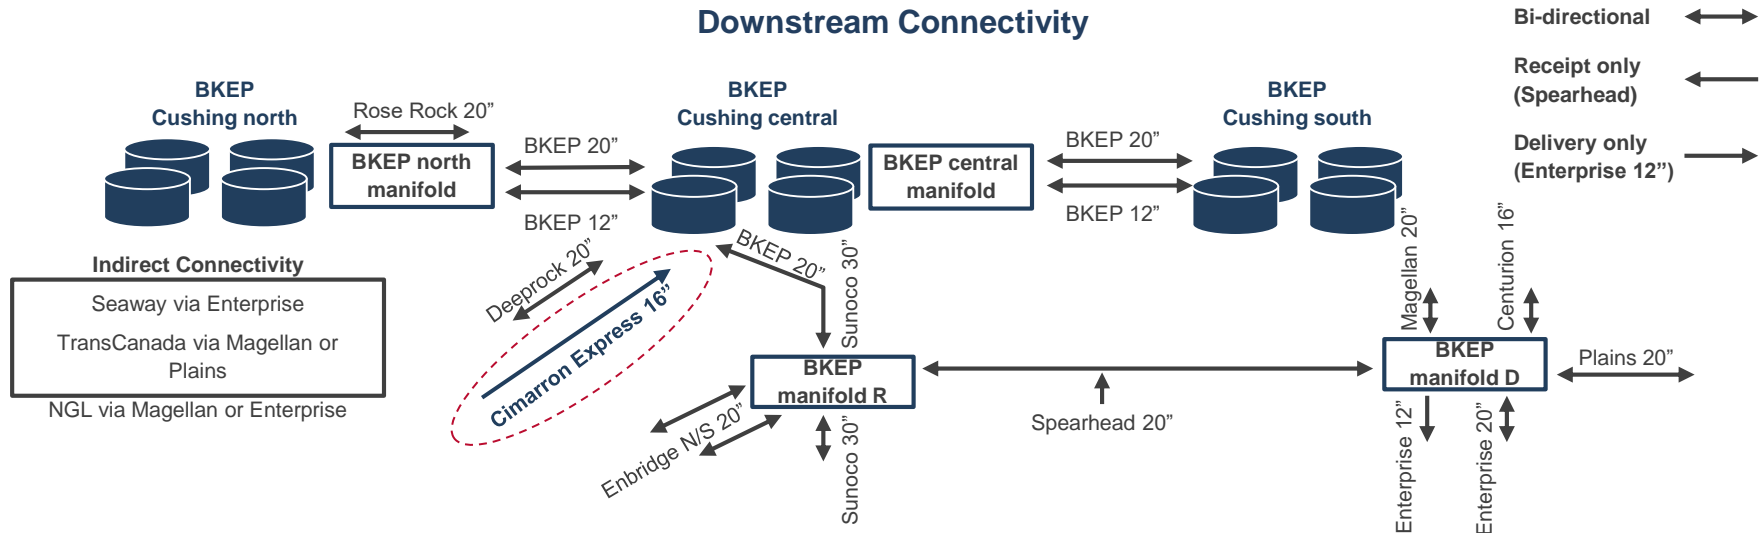 Downstream Connectivity
Bi-directional
Receipt only
(Spearhead)
Delivery only
(Enterprise 12”)
BKEP
Cushing north
Rose Rock 20”
BKEP north
manifold
BKEP 20”
BKEP 12”
BKEP
Cushing central
BKEP central
manifold
BKEP 20”
BKEP 12”
BKEP
Cushing south
Indirect Connectivity
Seaway via Enterprise
TransCanada via Magellan or
Plains
NGL via Magellan or Enterprise
Deeprock 20”
Cimarron Express 16”
BKEP 20”
Sunoco 30”
BKEP
manifold R
Enbridge N/S 20”
Sunoco 30”
Spearhead 20”
Magellan 20”
Centurion 16”
BKEP
manifold D
Plains 20”
Enterprise 12”
Enterprise 20”